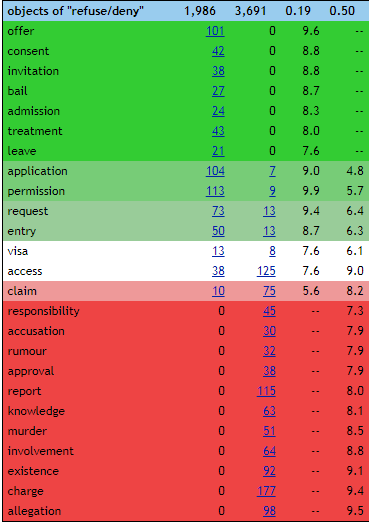 objects of "refuse/deny" 1,986 3,691 0.19 0.50
offer 101 0 9.6 --
consent 42 0 8.8 --
invitation 38 0 8.8 --
bail 27 0 8.7 --
admission 24 0 8.3 --
treatment 43 0 8.0 --
leave 21 0 7.6 --
application 104 7 9.0 4.8
permission 113 9 9.9 5.7
request 73 13 9.4 6.4
entry 50 13 8.7 6.3
visa 13 8 7.6 6.1
access 38 125 7.6 9.0
claim 10 75 5.6 8.2
responsibility 0 45 -- 7.3
accusation 0 30 -- 7.9
rumour 0 32 -- 7.9
approval 0 38 -- 7.9
report 0 115 -- 8.0
knowledge 0 63 -- 8.1
murder 0 51 -- 8.5
involvement 0 64 -- 8.8
existence 0 92 -- 9.1
charge 0 177 -- 9.4
allegation 0 98 -- 9.5